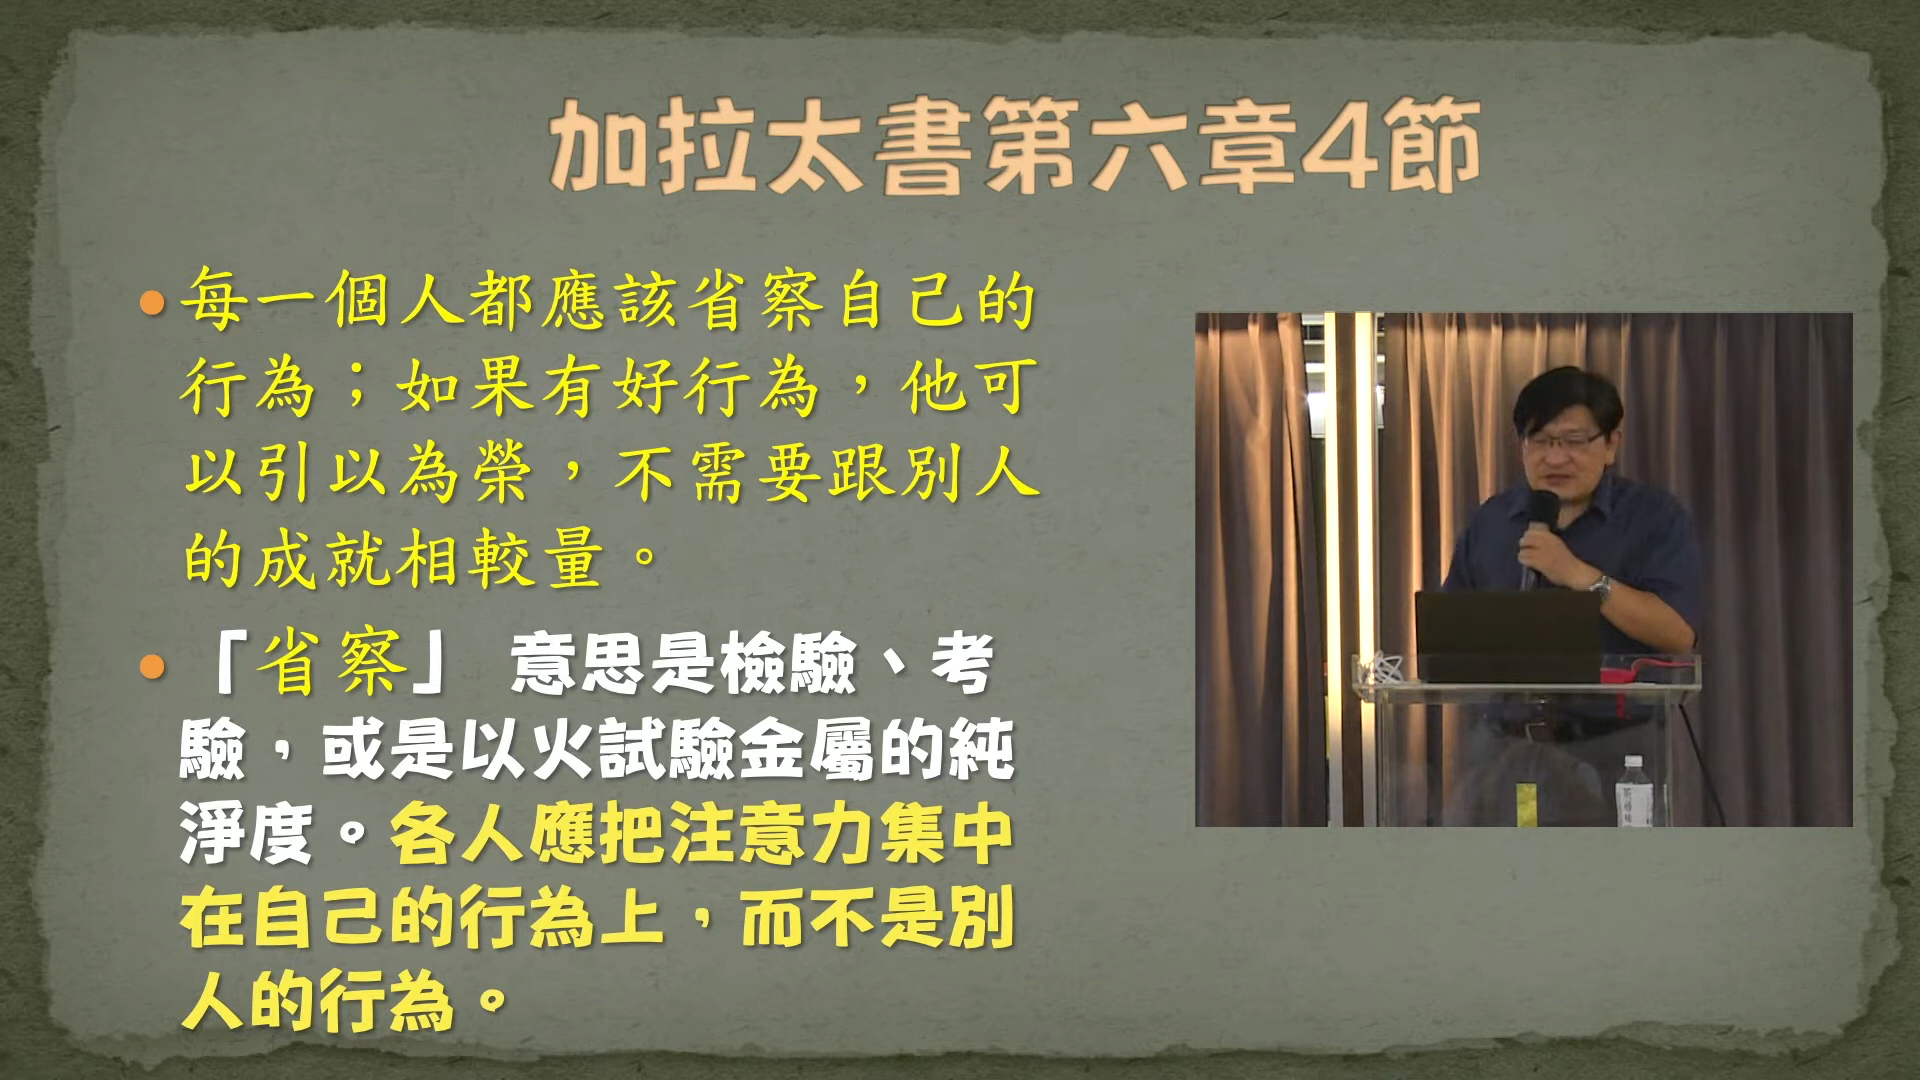 加拉太書第六章4節
每一個人都應該省察自己的
行為；如果有好行為，他可
以引以為榮，不需要跟別人
的成就相較量。
「省察」 意思是檢驗、考
驗，或是以火試驗金屬的純
淨度。各人應把注意力集中
在自己的行為上，而不是別
人的行為。